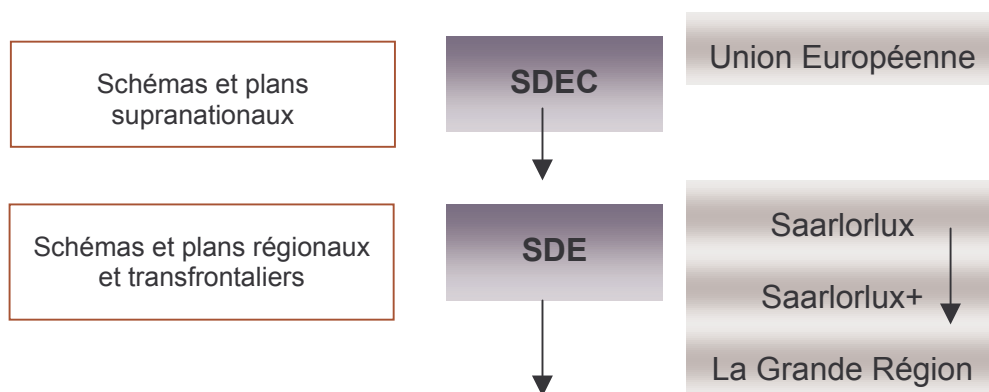 Schémas et plans
supranationaux
SDEC
Union Européenne
Schémas et plans régionaux
et transfrontaliers
SDE
Saarlorlux
Saarlorlux+
La Grande Région